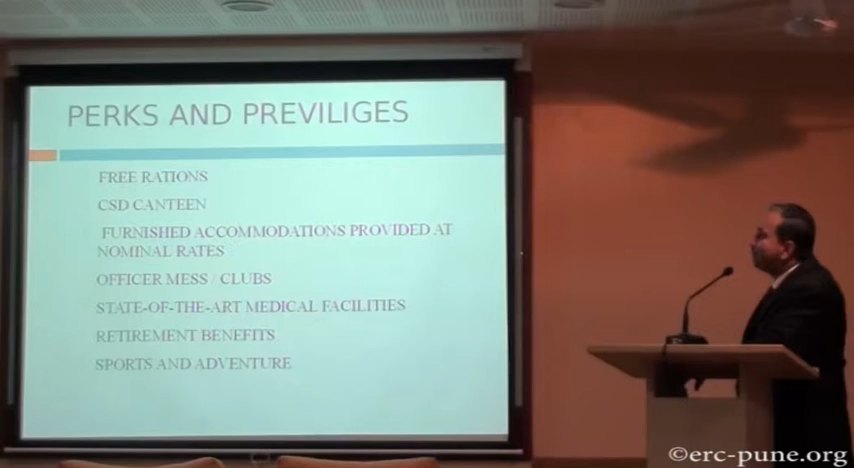 PERKS AND PREVILIGES
FREE RATIONS
CSD CANTEEN
FURNISHED ACCOMMODATIONS PROVIDED AT
NOMINAL RATES
OFFICER MESS / CLUBS
STATE-OF-THE-ART MEDICAL FACILITIES
RETIREMENT BENEFITS
SPORTS AND ADVENTURE
©erc-pune.org